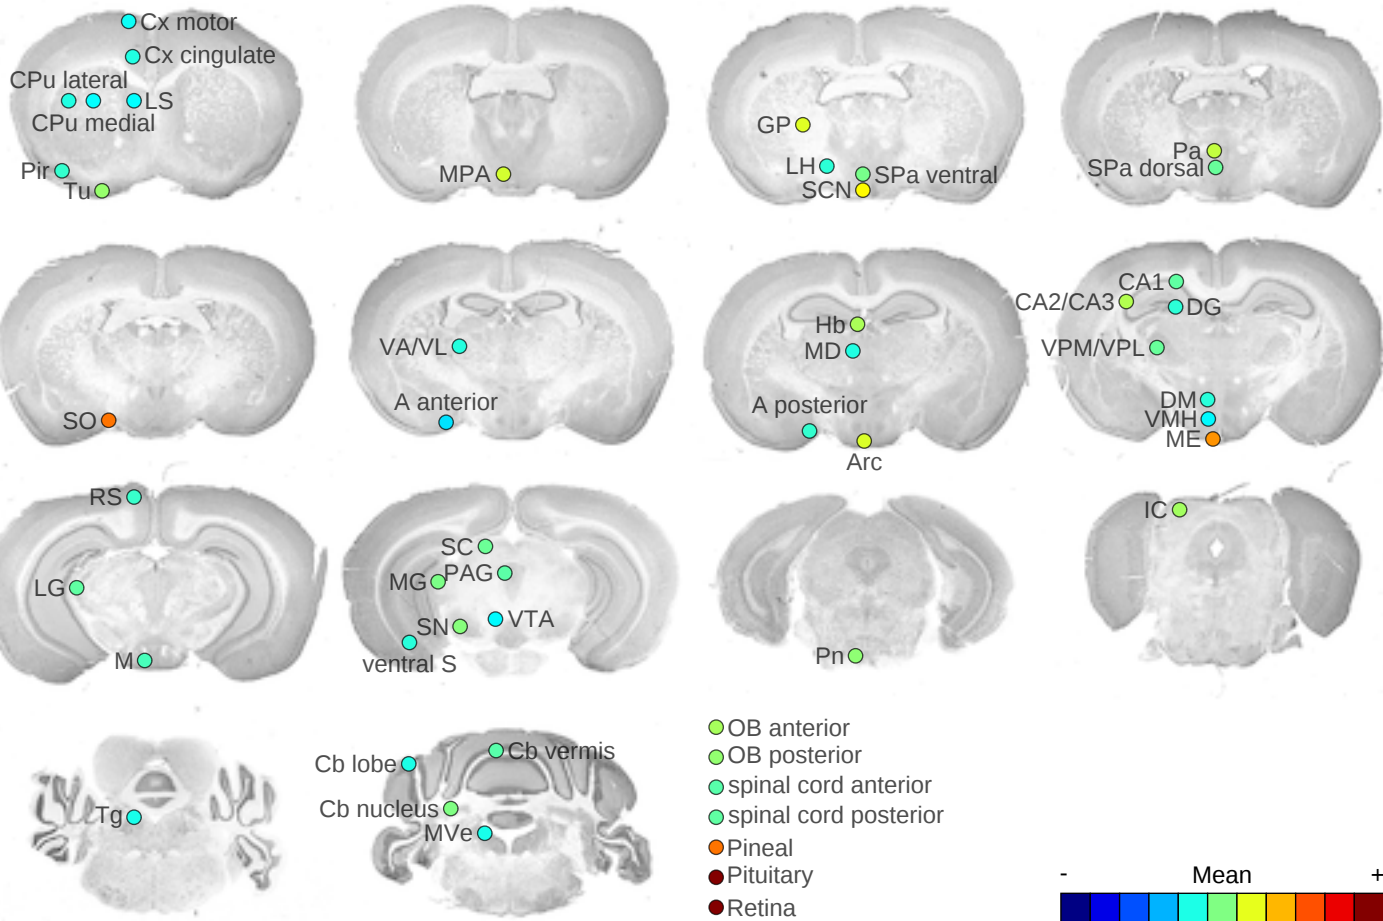 Cx motor
Cx cingulate
CPu lateral
LS
CPu medial
Pir
Tu
MPA
GP
LH
SPa ventral
SCN
Pa
SPa dorsal
SO
VA/VL
A anterior
Hb
MD
A posterior
Arc
CA1
CA2/CA3
DG
VPM/VPL
DM
VMH
ME
RS
LG
M
SC
MG
PAG
SN
VTA
ventral S
Pn
IC
Tg
Cb lobe
Cb vermis
Cb nucleus
MVe
OB anterior
OB posterior
spinal cord anterior
spinal cord posterior
Pineal
Pituitary
Retina
- Mean +